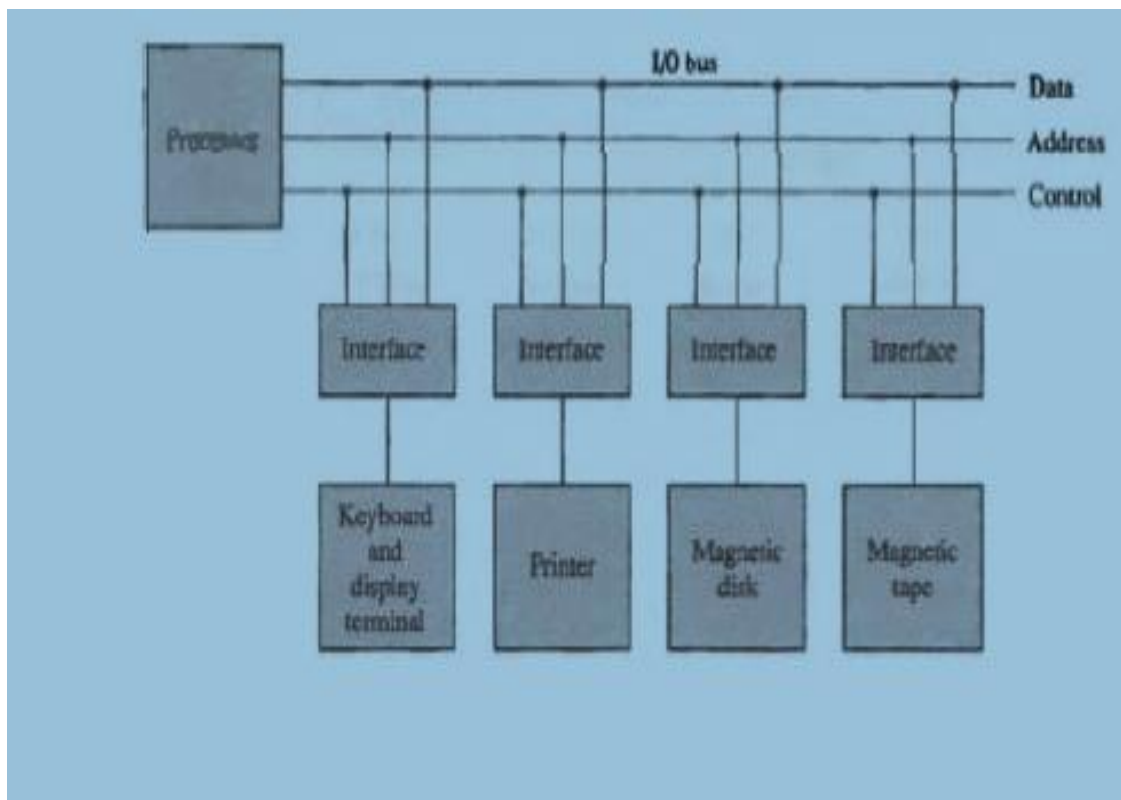 I/O bus
Data
Processor
Address
Control
Interface
Interface
Interface
Interface
Keyboard
and
display
terminal
Printer
Magnetic
disk
Magnetic
tape